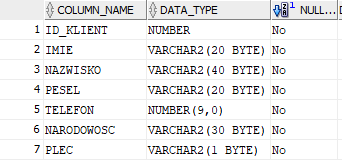 COLUMN_NAME DATA_TYPE NULL...
1 ID_KLIENT NUMBER No
2 IMIE VARCHAR2(20 BYTE) No
3 NAZWISKO VARCHAR2(40 BYTE) No
4 PESEL VARCHAR2(20 BYTE) No
5 TELEFON NUMBER(9,0) No
6 NARODOWOSC VARCHAR2(30 BYTE) No
7 PLEC VARCHAR2(1 BYTE) No